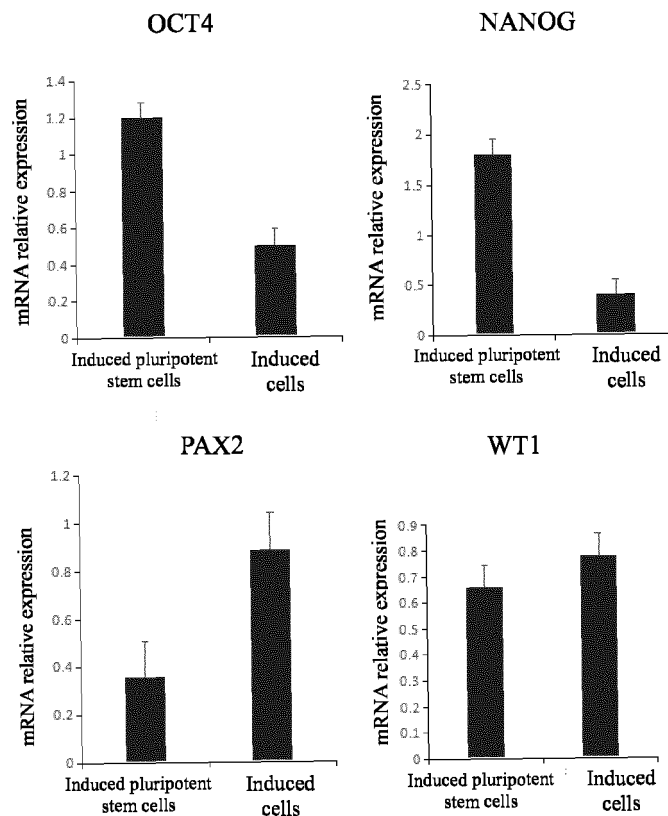 OCT4
mRNA relative expression
1.4
1.2
1
0.8
0.6
0.4
0.2
0
Induced pluripotent
stem cells
Induced
cells
NANOG
mRNA relative expression
2.5
2
1.5
1
0.5
0
Induced pluripotent
stem cells
Induced
cells
PAX2
mRNA relative expression
1.2
1
0.8
0.6
0.4
0.2
0
Induced pluripotent
stem cells
Induced
cells
WT1
mRNA relative expression
0.9
0.8
0.7
0.6
0.5
0.4
0.3
0.2
0.1
0
Induced pluripotent
stem cells
Induced
cells